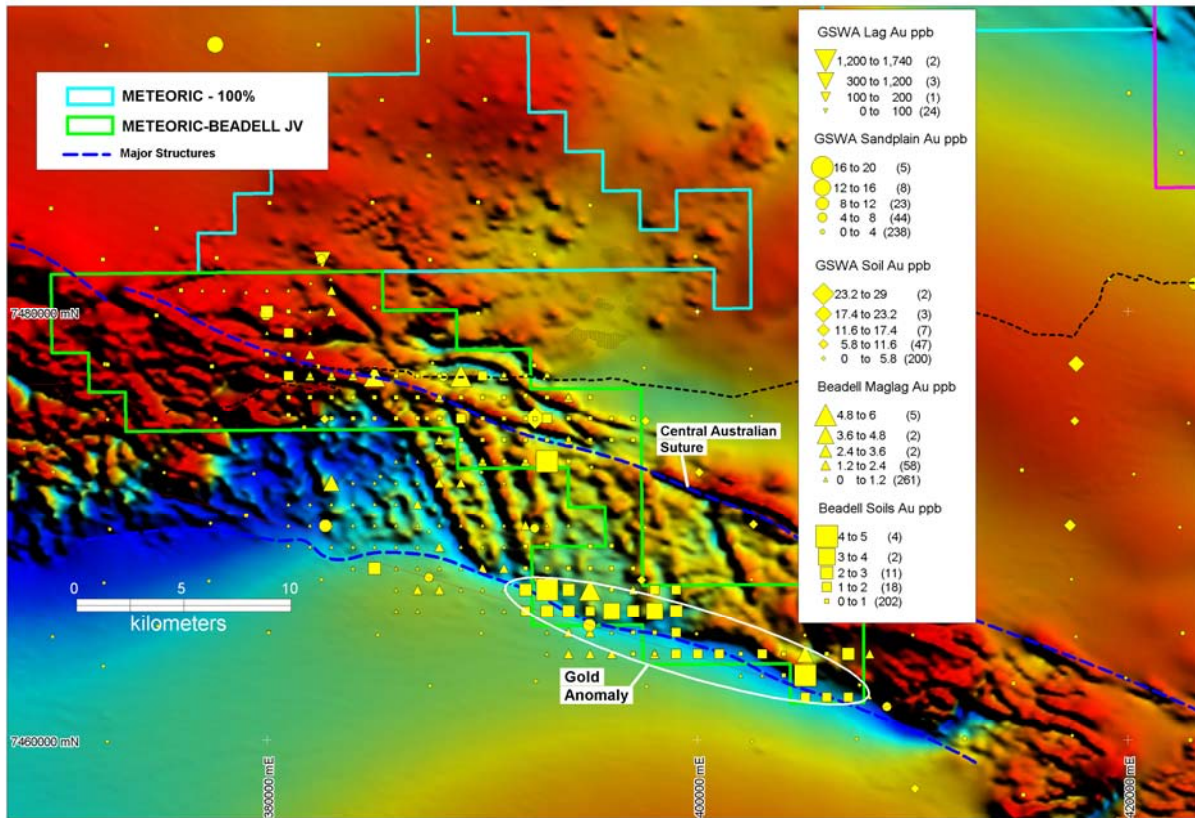 METEORIC - 100%
METEORIC-BEADELL JV
Major Structures
GSWA Lag Au ppb
1,200 to 1,740 (2)
300 to 1,200 (3)
100 to 200 (1)
0 to 100 (24)
GSWA Sandplain Au ppb
16 to 20 (5)
12 to 16 (8)
8 to 12 (23)
4 to 8 (44)
0 to 4 (238)
GSWA Soil Au ppb
23.2 to 29 (2)
17.4 to 23.2 (3)
11.6 to 17.4 (7)
5.8 to 11.6 (47)
0 to 5.8 (200)
Beadell Maglag Au ppb
4.8 to 6 (5)
3.6 to 4.8 (2)
2.4 to 3.6 (2)
1.2 to 2.4 (58)
0 to 1.2 (261)
Beadell Soils Au ppb
4 to 5 (4)
3 to 4 (2)
2 to 3 (11)
1 to 2 (18)
0 to 1 (202)
7480000 mN
Central Australian
Suture
0 5 10
kilometers
Gold
Anomaly
7460000 mN
380000 mE
400000 mE
420000 mE